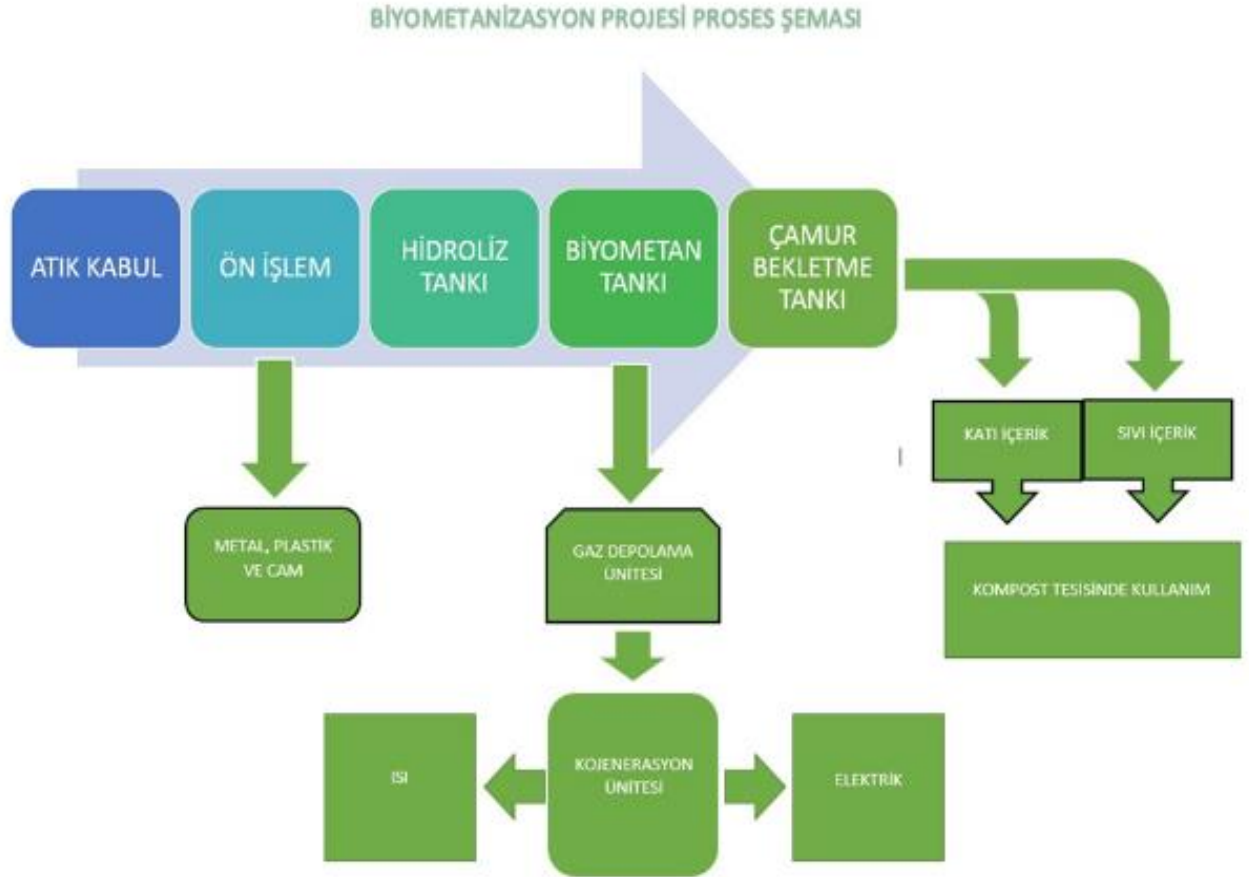 BİYOMETANİZASYON PROJESİ PROSES ŞEMASI
ATIK KABUL
ÖN İŞLEM
HİDROLİZ
TANKI
BİYOMETAN
TANKI
ÇAMUR
BEKLETME
TANKI
KATI İÇERİK
SIVI İÇERİK
METAL, PLASTİK
VE CAM
GAZ DEPOLAMA
ÜNİTESİ
KOMPOST TESİSİNDE KULLANIM
ISI
KOJENERASYON
ÜNİTESİ
ELEKTRİK